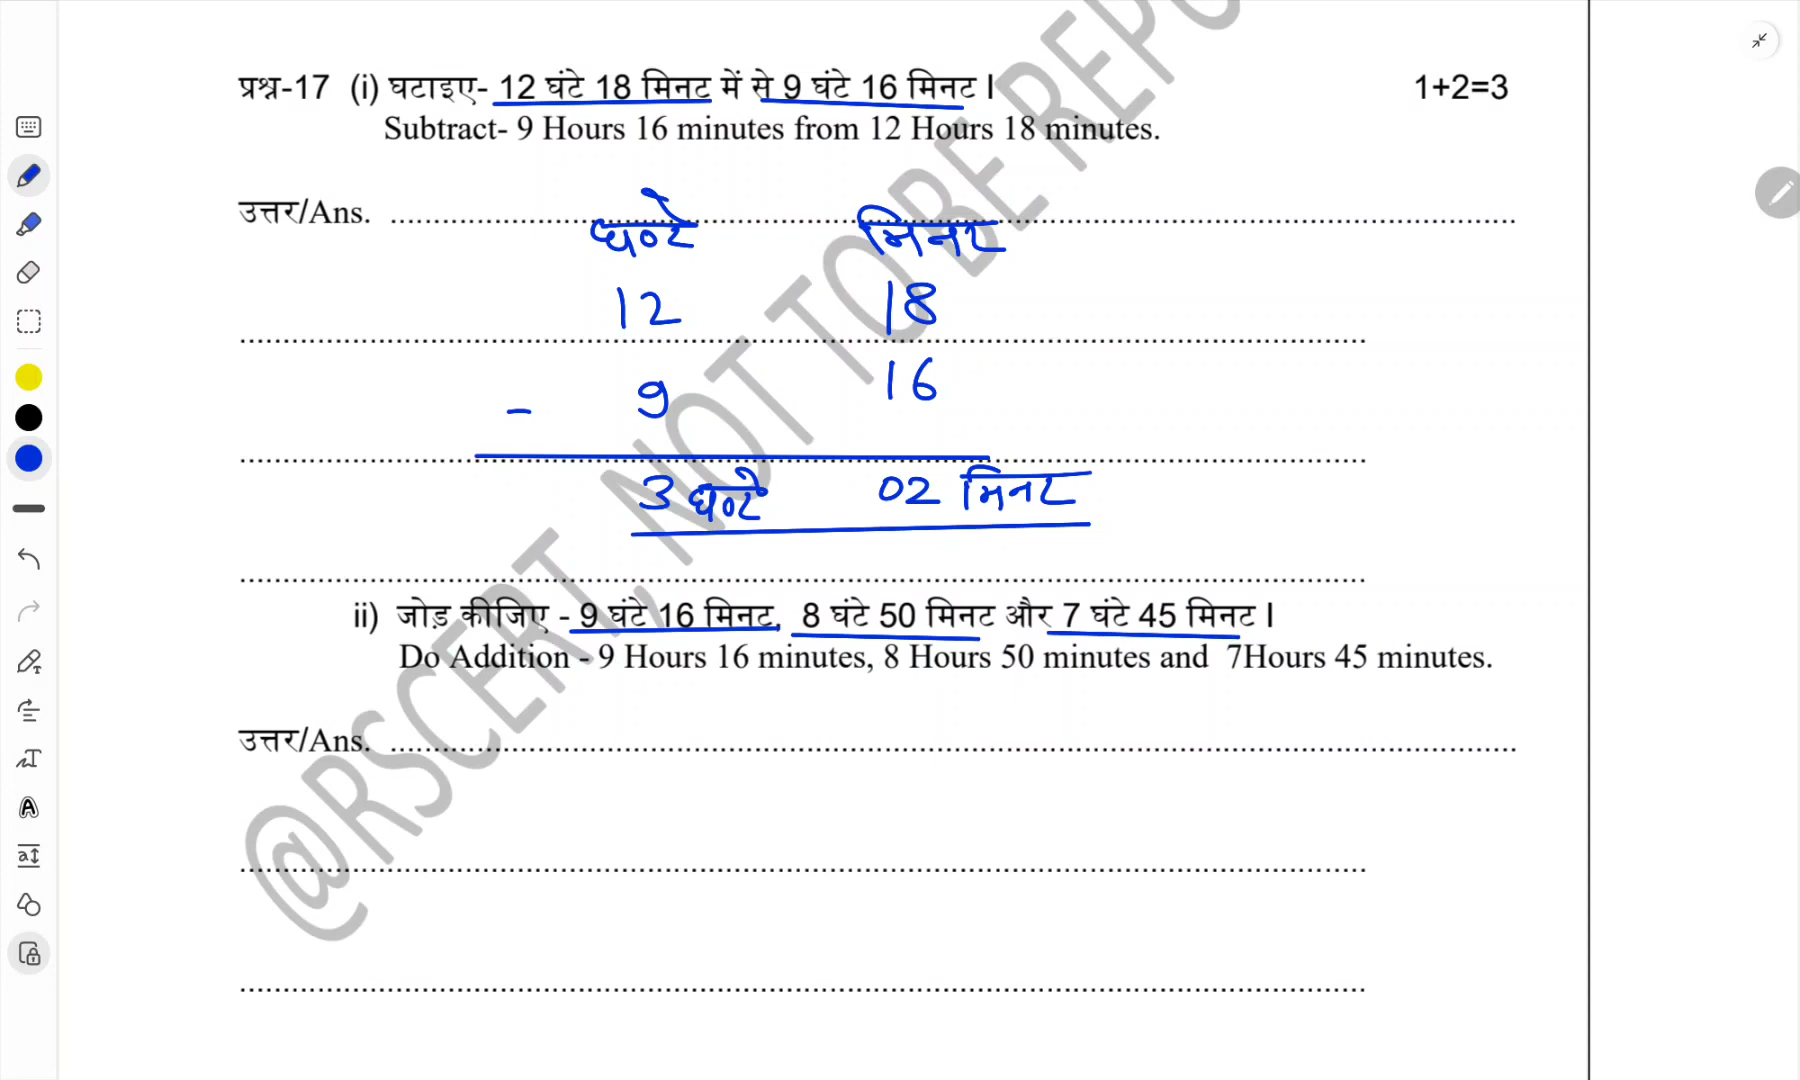 प्रश्न-17 (i) घटाइए- 12 घंटे 18 मिनट में से 9 घंटे 16 मिनट I 1+2=3
Subtract- 9 Hours 16 minutes from 12 Hours 18 minutes.
उत्तर/Ans. ........................................................................
घण्टे मिनट
12 18
- 9 16
3 घण्टे 02 मिनट
ii) जोड़ कीजिए - 9 घंटे 16 मिनट, 8 घंटे 50 मिनट और 7 घंटे 45 मिनट I
Do Addition - 9 Hours 16 minutes, 8 Hours 50 minutes and 7Hours 45 minutes.
उत्तर/Ans. ........................................................................
@RSCERT, NOT TO BE REPU